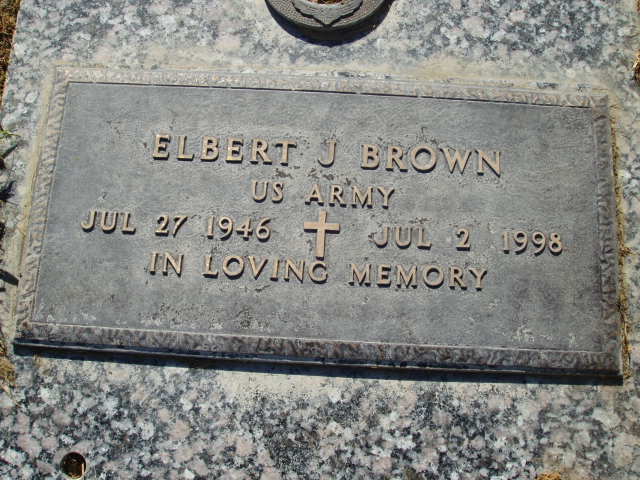 ELBERT J BROWN
US ARMY
JUL 27 1946 JUL 2 1998
IN LOVING MEMORY